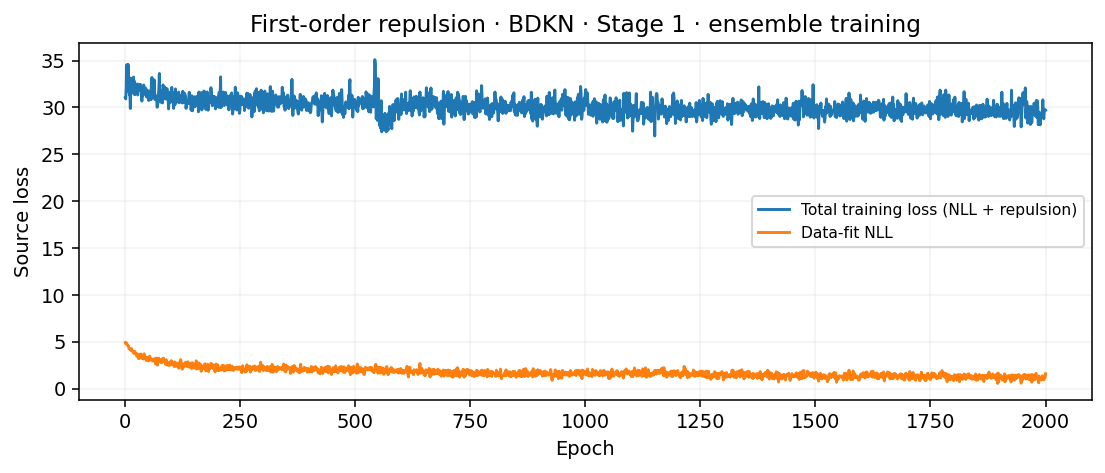 First-order repulsion · BDKN · Stage 1 · ensemble training
Source loss
35
30
25
20
15
10
5
0
Total training loss (NLL + repulsion)
Data-fit NLL
0 250 500 750 1000 1250 1500 1750 2000
Epoch